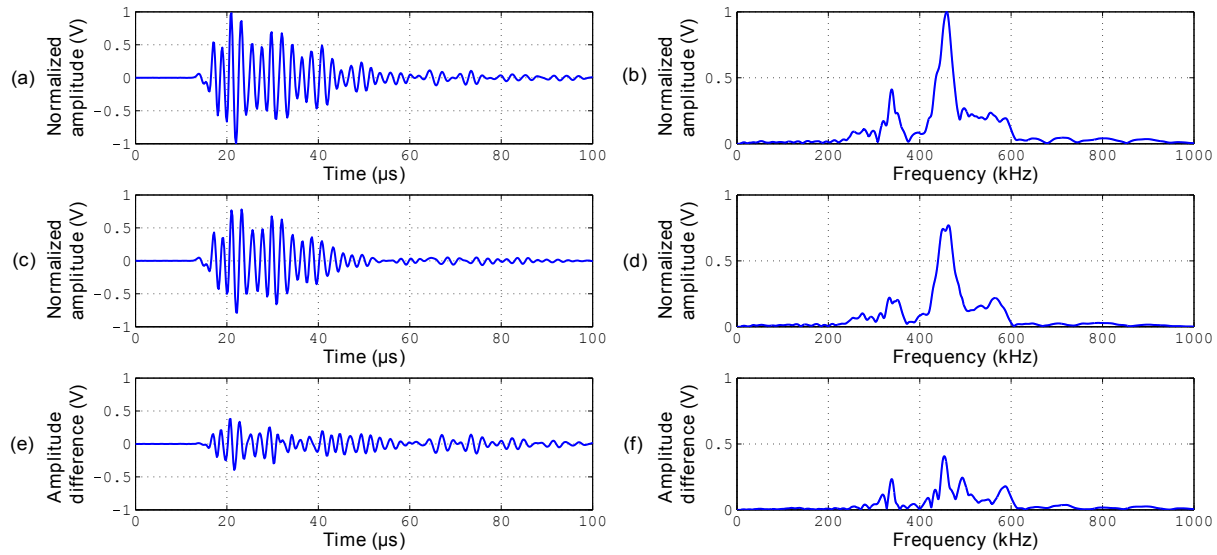 (a)
Normalized
amplitude (V)
1
0.5
0
−0.5
−1
0 20 40 60 80 100
Time (μs)
(b)
Normalized
amplitude (V)
1
0.5
0
0 200 400 600 800 1000
Frequency (kHz)
(c)
Normalized
amplitude (V)
1
0.5
0
−0.5
−1
0 20 40 60 80 100
Time (μs)
(d)
Normalized
amplitude (V)
1
0.5
0
0 200 400 600 800 1000
Frequency (kHz)
(e)
Amplitude
difference (V)
1
0.5
0
−0.5
−1
0 20 40 60 80 100
Time (μs)
(f)
Amplitude
difference (V)
1
0.5
0
0 200 400 600 800 1000
Frequency (kHz)